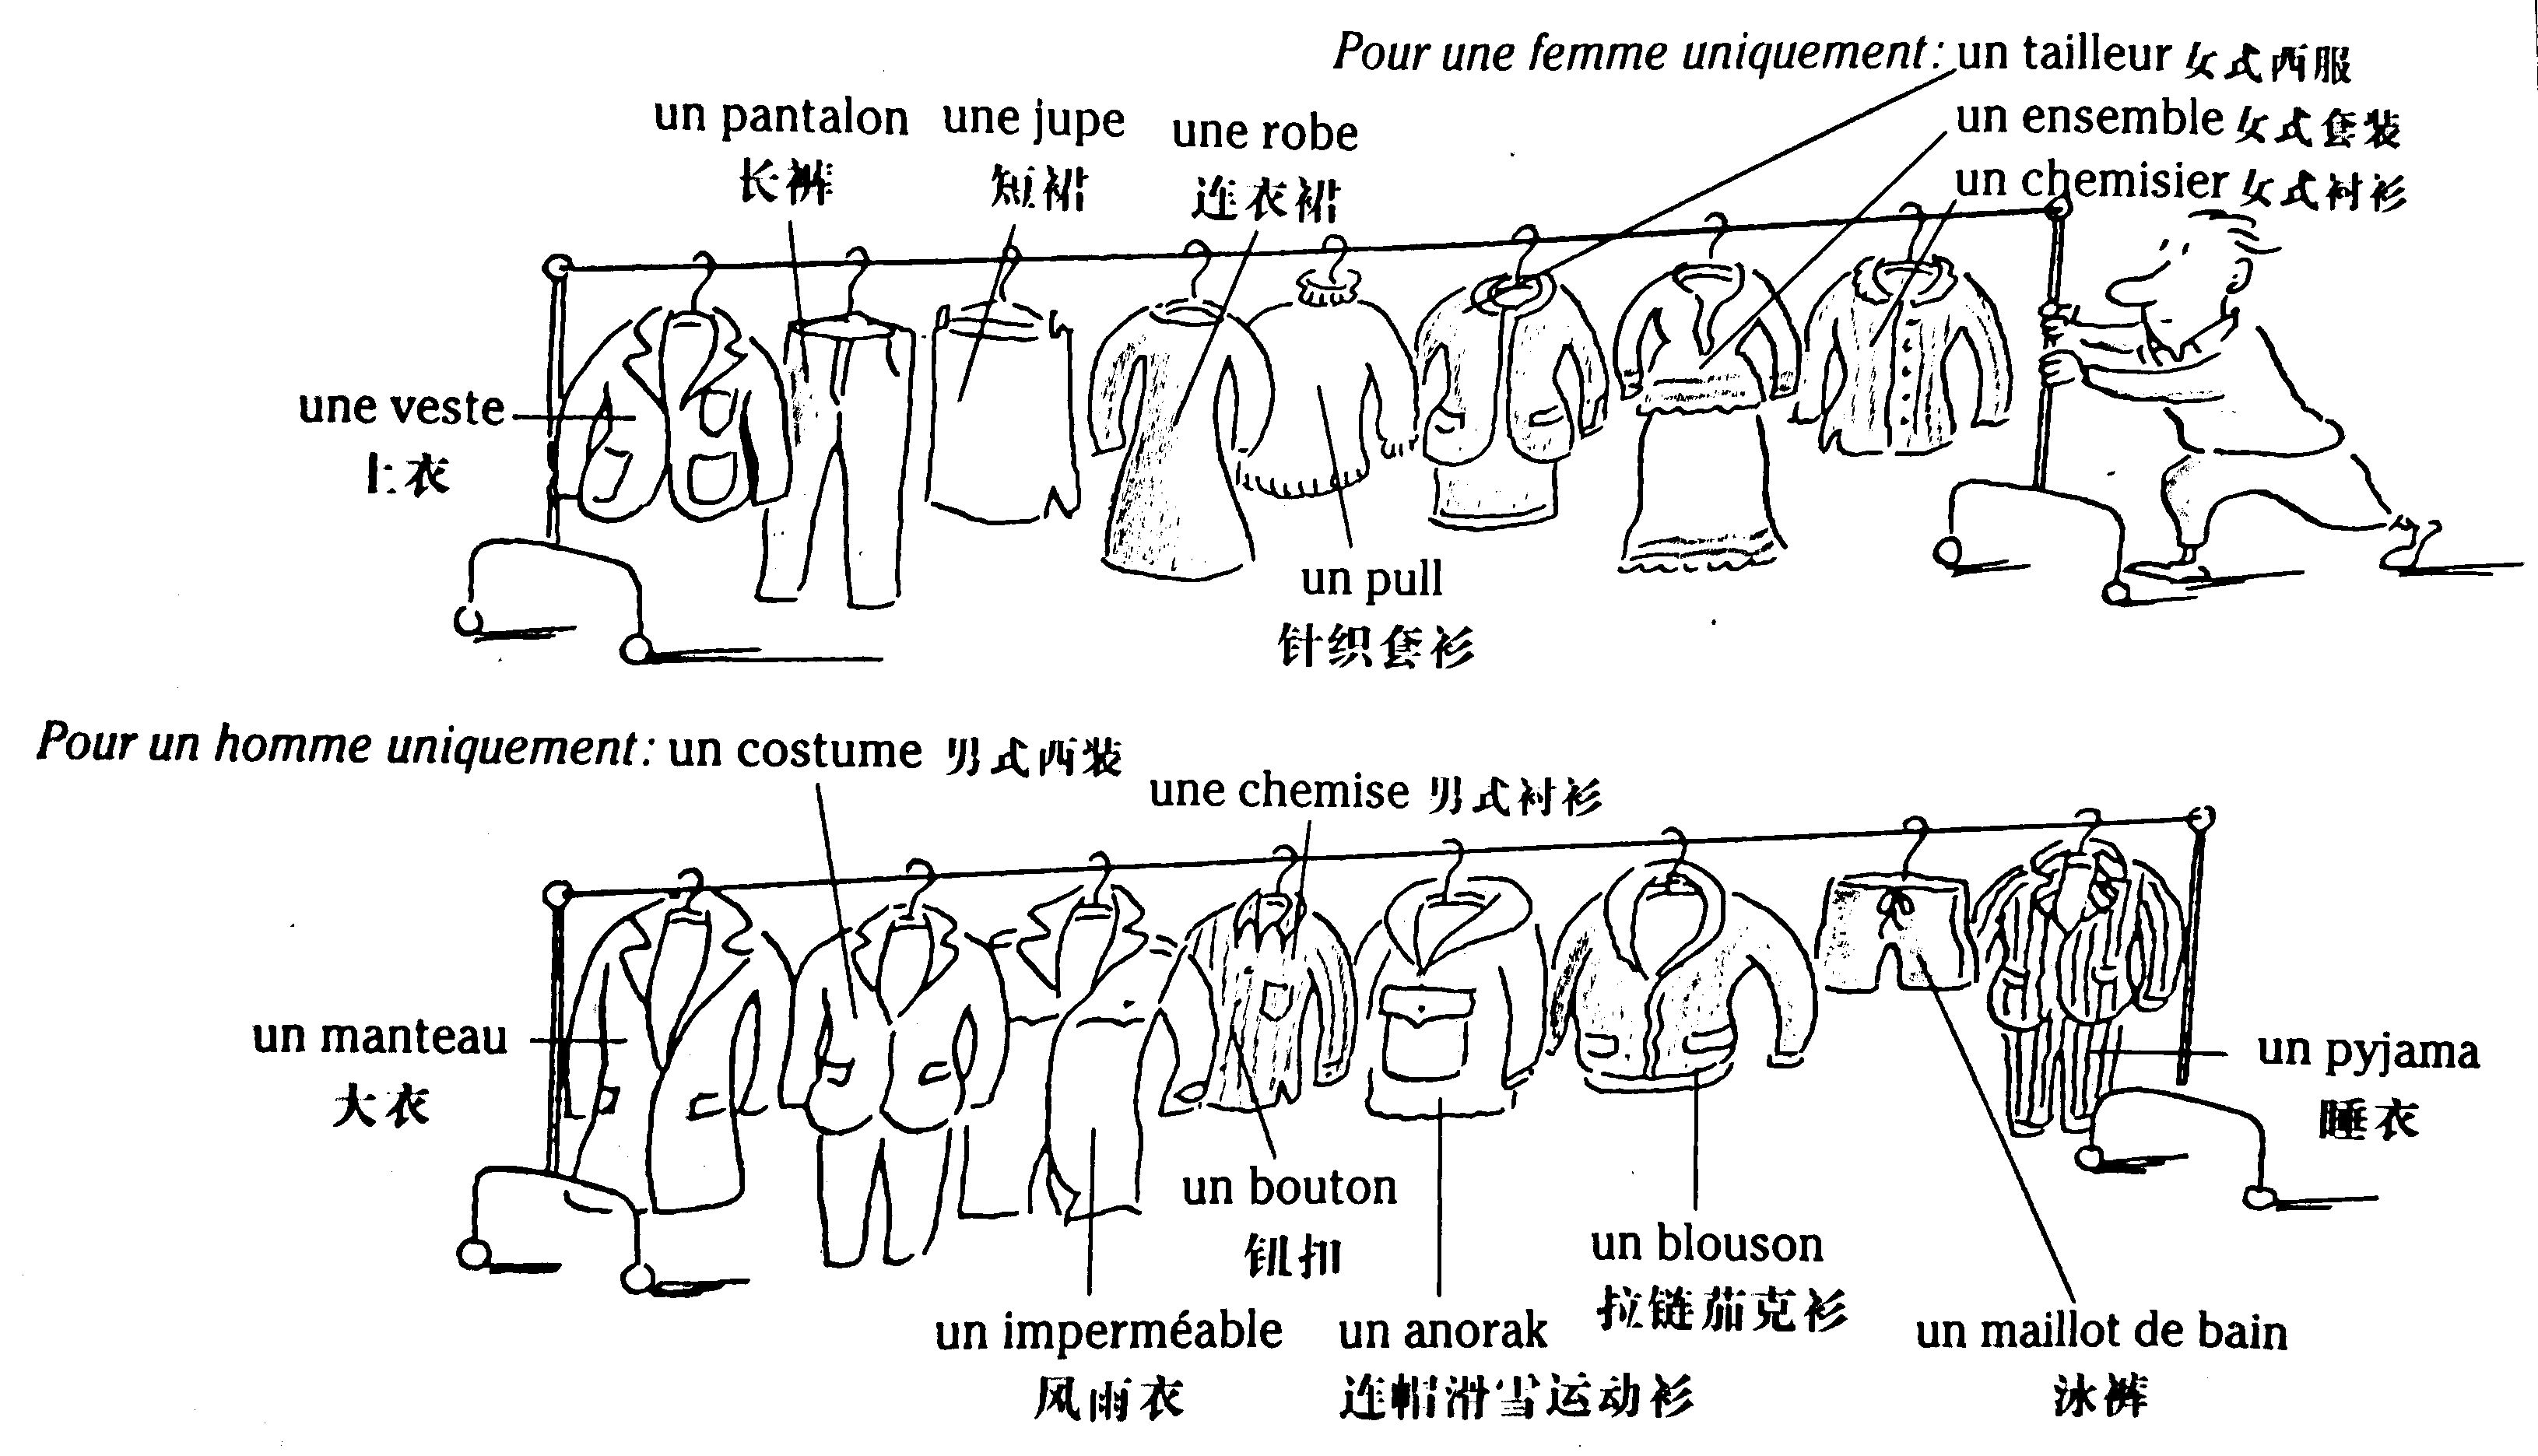 Pour une femme uniquement: un tailleur 女式西服
un pantalon
长裤
une jupe
短裙
une robe
连衣裙
un ensemble 女式套装
un chemisier 女式衬衫
une veste
上衣
un pull
针织套衫
Pour un homme uniquement: un costume 男式西装
une chemise 男式衬衫
un manteau
大衣
un pyjama
睡衣
un bouton
钮扣
un blouson
拉链茄克衫
un imperméable
风雨衣
un anorak
连帽滑雪运动衫
un maillot de bain
泳裤